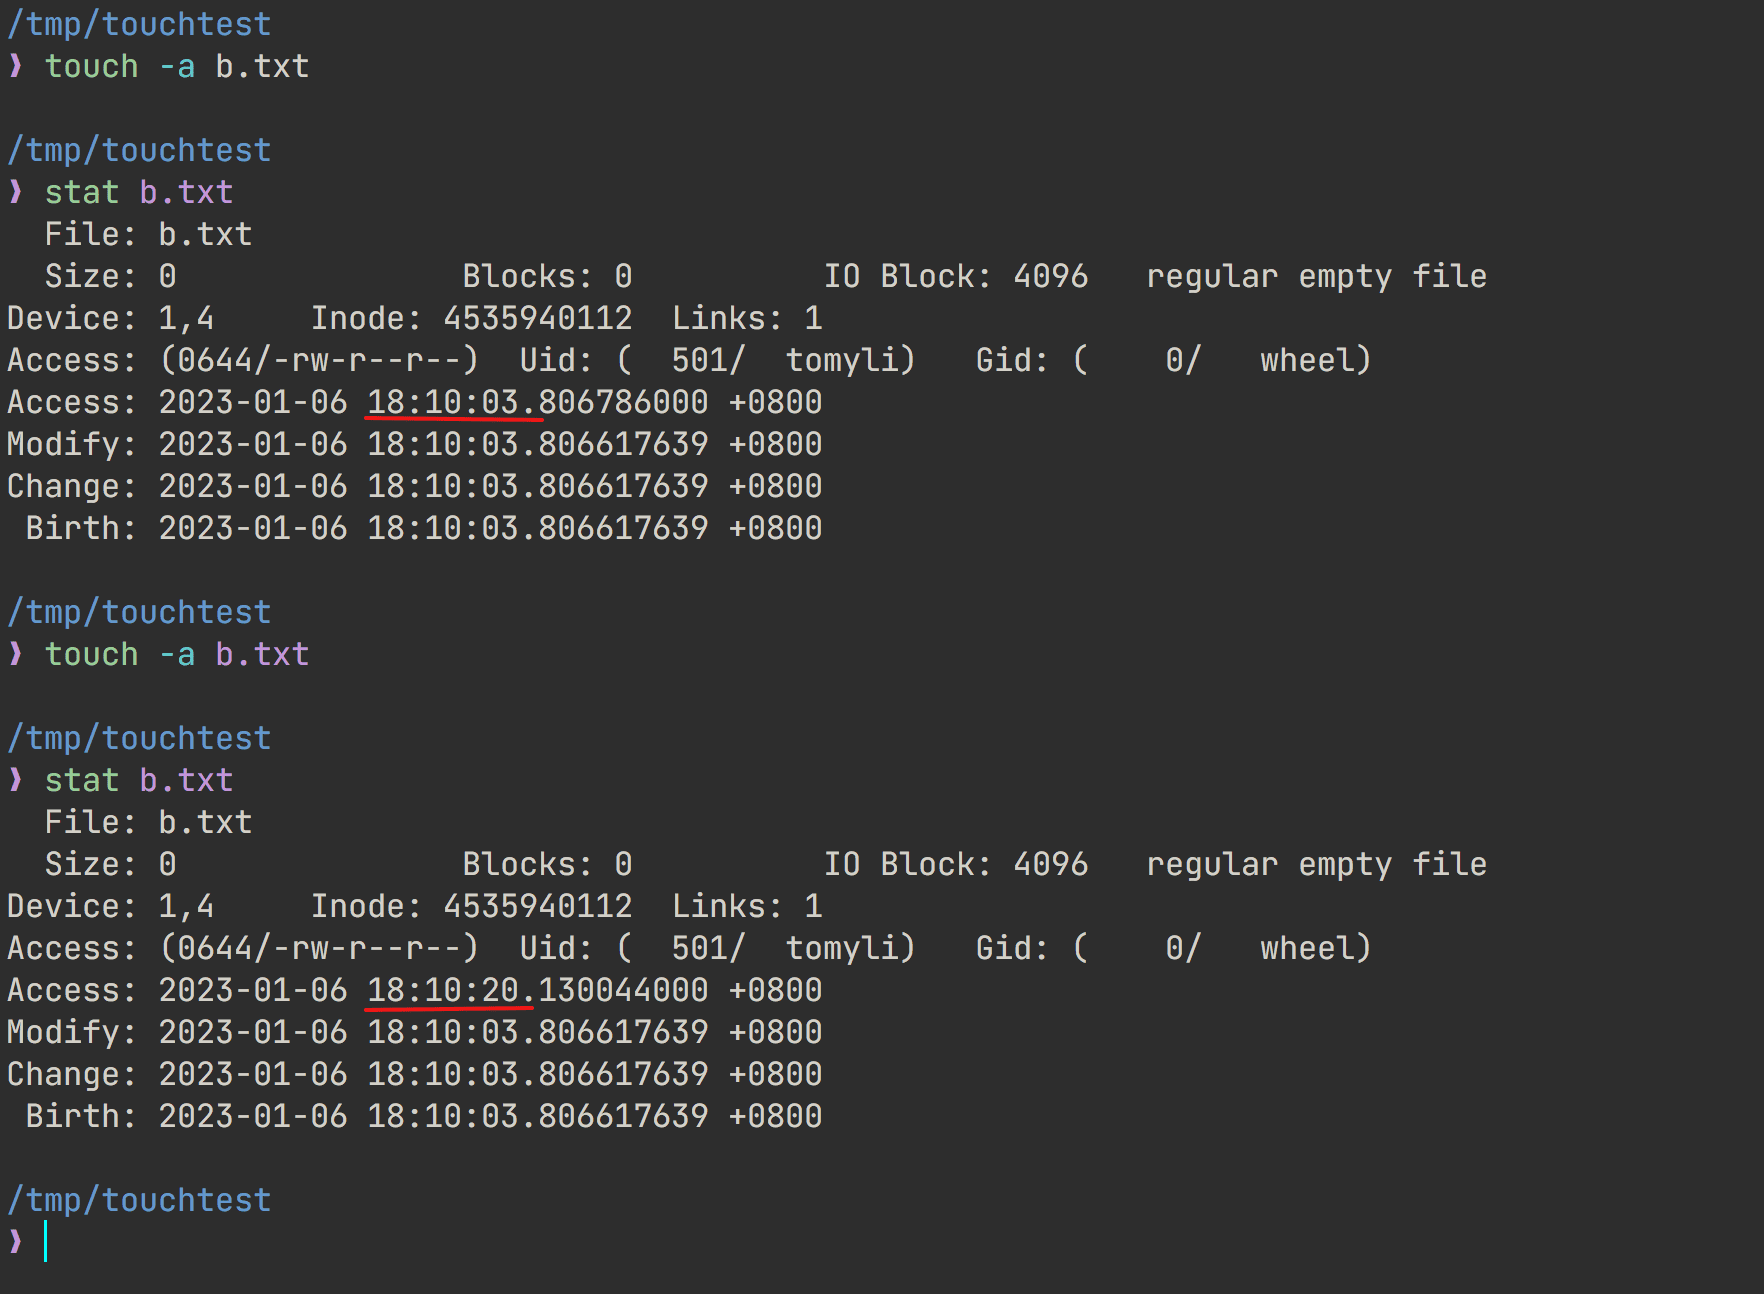 /tmp/touchtest
❯ touch -a b.txt
/tmp/touchtest
❯ stat b.txt
  File: b.txt
  Size: 0               Blocks: 0          IO Block: 4096   regular empty file
Device: 1,4     Inode: 4535940112  Links: 1
Access: (0644/-rw-r--r--)  Uid: (  501/  tomyli)   Gid: (    0/   wheel)
Access: 2023-01-06 18:10:03.806786000 +0800
Modify: 2023-01-06 18:10:03.806617639 +0800
Change: 2023-01-06 18:10:03.806617639 +0800
 Birth: 2023-01-06 18:10:03.806617639 +0800
/tmp/touchtest
❯ touch -a b.txt
/tmp/touchtest
❯ stat b.txt
  File: b.txt
  Size: 0               Blocks: 0          IO Block: 4096   regular empty file
Device: 1,4     Inode: 4535940112  Links: 1
Access: (0644/-rw-r--r--)  Uid: (  501/  tomyli)   Gid: (    0/   wheel)
Access: 2023-01-06 18:10:20.130044000 +0800
Modify: 2023-01-06 18:10:03.806617639 +0800
Change: 2023-01-06 18:10:03.806617639 +0800
 Birth: 2023-01-06 18:10:03.806617639 +0800
/tmp/touchtest
❯